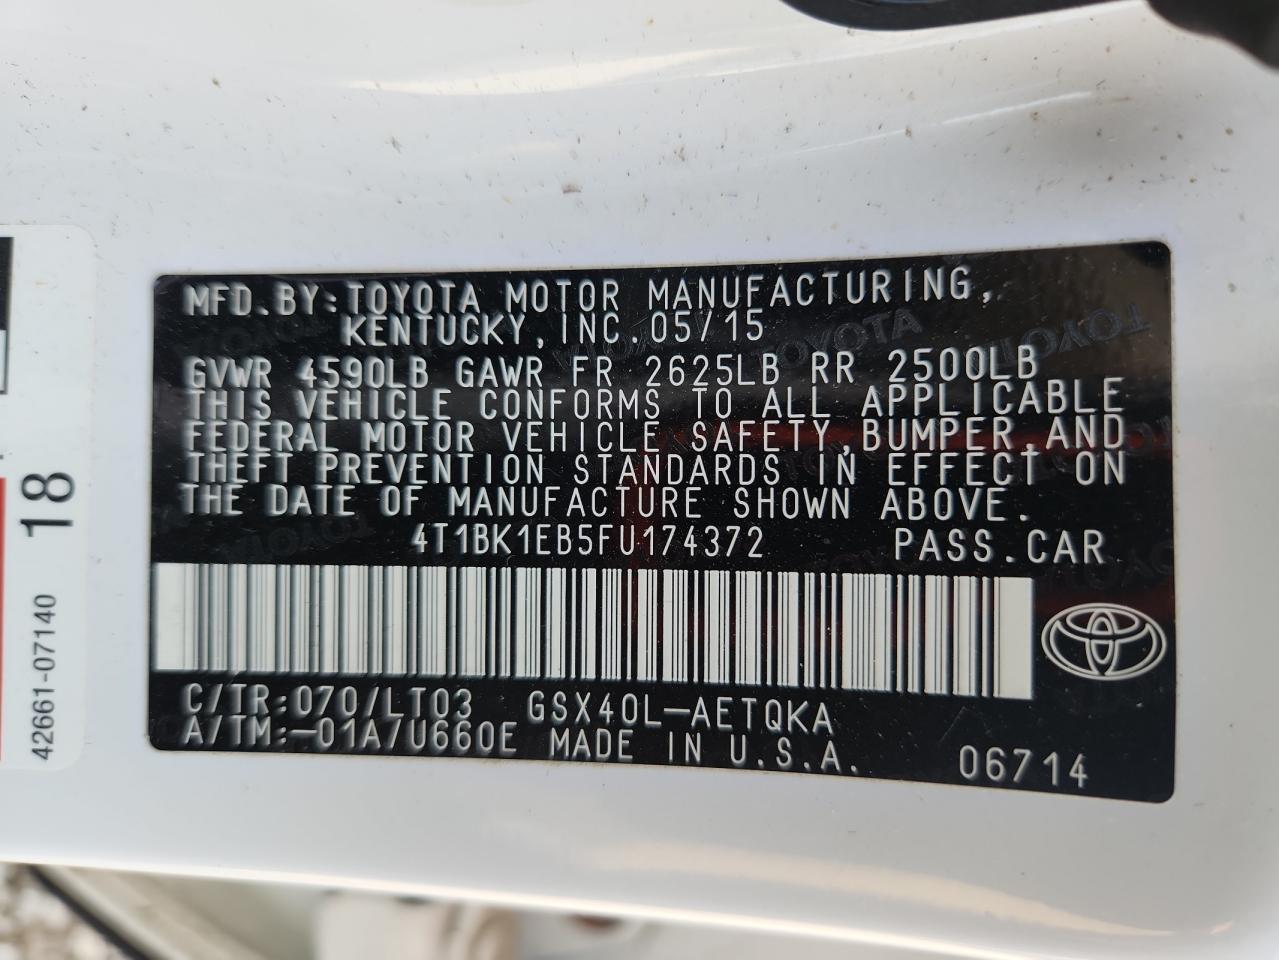 MFD.BY:TOYOTA MOTOR MANUFACTURING,
KENTUCKY,INC.05/15
GVWR 4590LB GAWR FR 2625LB RR 2500LB
THIS VEHICLE CONFORMS TO ALL APPLICABLE
FEDERAL MOTOR VEHICLE SAFETY,BUMPER,AND
THEFT PREVENTION STANDARDS IN EFFECT ON
THE DATE OF MANUFACTURE SHOWN ABOVE.
4T1BK1EB5FU174372 PASS.CAR
C/TR:070/LT03 GSX40L-AETQKA
A/TM:-01A/U660E MADE IN U.S.A. 06714
18
42661-07140